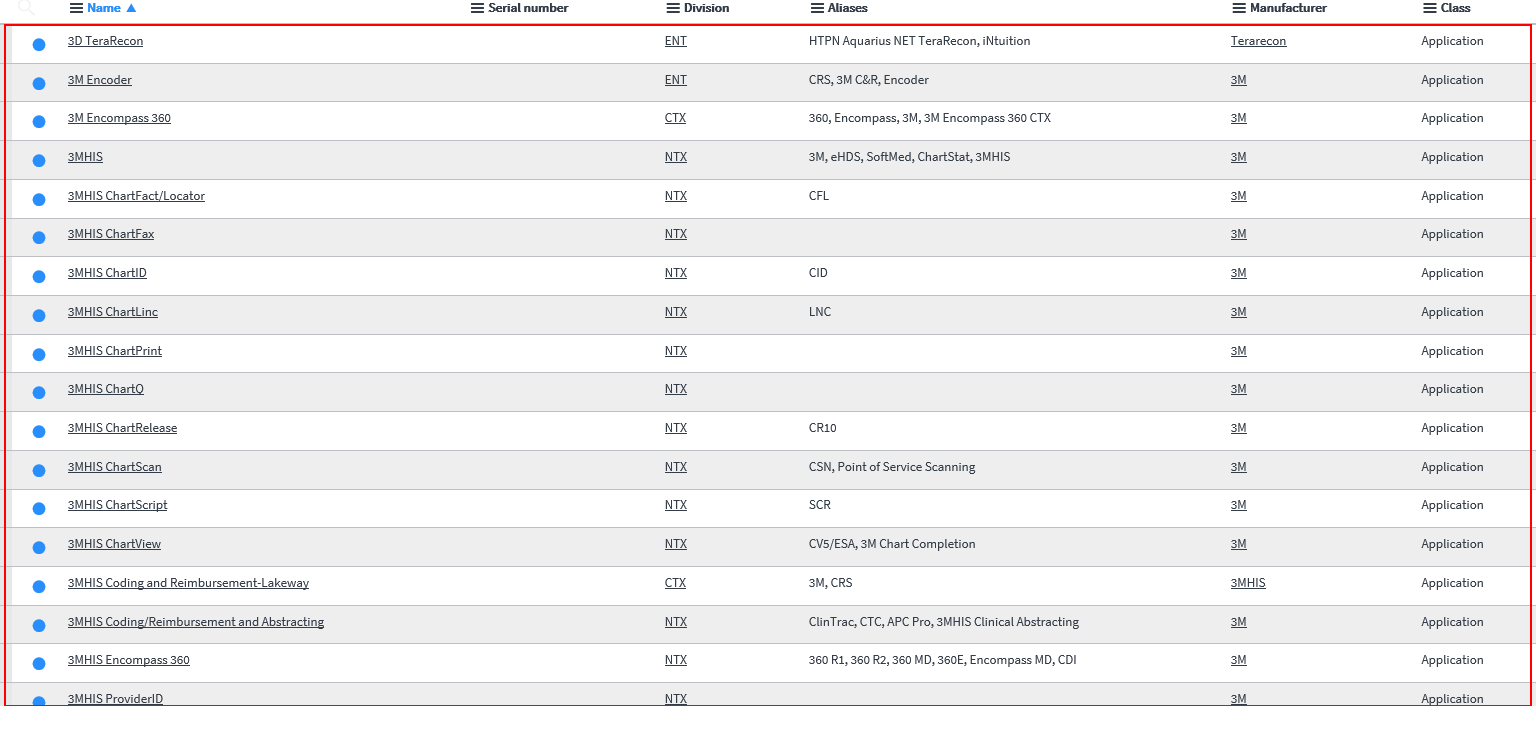 Name ▲ Serial number Division Aliases Manufacturer Class
3D TeraRecon ENT HTPN Aquarius NET TeraRecon, iNtuition Terarecon Application
3M Encoder ENT CRS, 3M C&R, Encoder 3M Application
3M Encompass 360 CTX 360, Encompass, 3M, 3M Encompass 360 CTX 3M Application
3MHIS NTX 3M, eHDS, SoftMed, ChartStat, 3MHIS 3M Application
3MHIS ChartFact/Locator NTX CFL 3M Application
3MHIS ChartFax NTX 3M Application
3MHIS ChartID NTX CID 3M Application
3MHIS ChartLinc NTX LNC 3M Application
3MHIS ChartPrint NTX 3M Application
3MHIS ChartQ NTX 3M Application
3MHIS ChartRelease NTX CR10 3M Application
3MHIS ChartScan NTX CSN, Point of Service Scanning 3M Application
3MHIS ChartScript NTX SCR 3M Application
3MHIS ChartView NTX CV5/ESA, 3M Chart Completion 3M Application
3MHIS Coding and Reimbursement-Lakeway CTX 3M, CRS 3MHIS Application
3MHIS Coding/Reimbursement and Abstracting NTX ClinTrac, CTC, APC Pro, 3MHIS Clinical Abstracting 3M Application
3MHIS Encompass 360 NTX 360 R1, 360 R2, 360 MD, 360E, Encompass MD, CDI 3M Application
3MHIS ProviderID NTX 3M Application